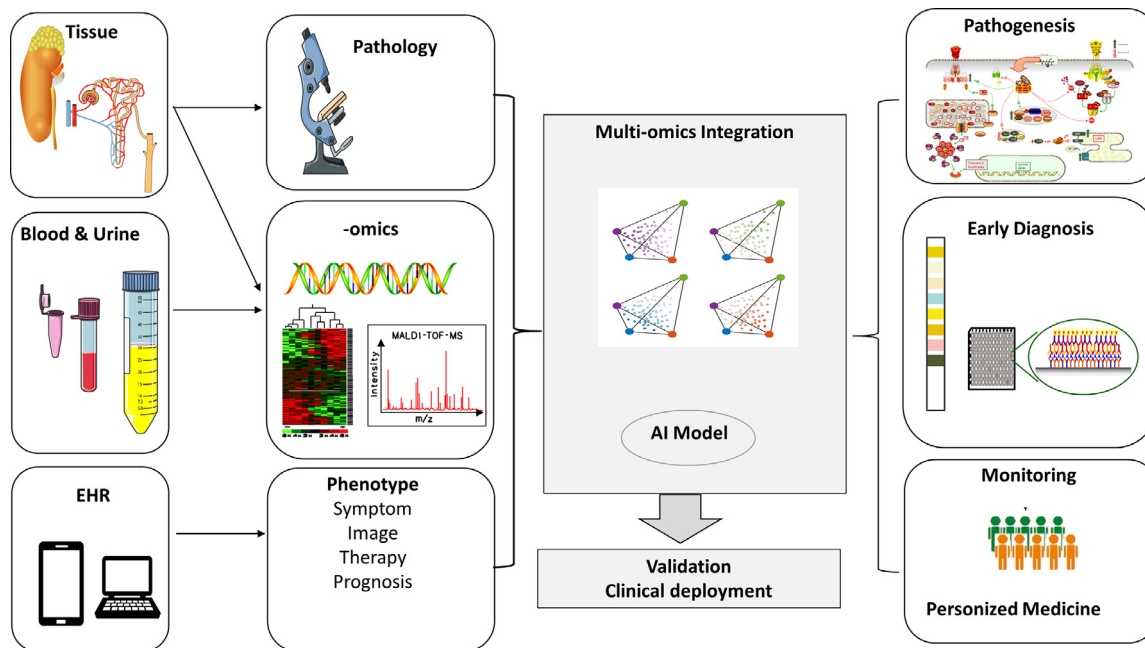 Tissue
Pathology
Blood & Urine
-omics
MALDI-TOF-MS
Intensity
m/z
EHR
Phenotype
Symptom
Image
Therapy
Prognosis
Multi-omics Integration
AI Model
Validation
Clinical deployment
Pathogenesis
Early Diagnosis
Monitoring
Personized Medicine